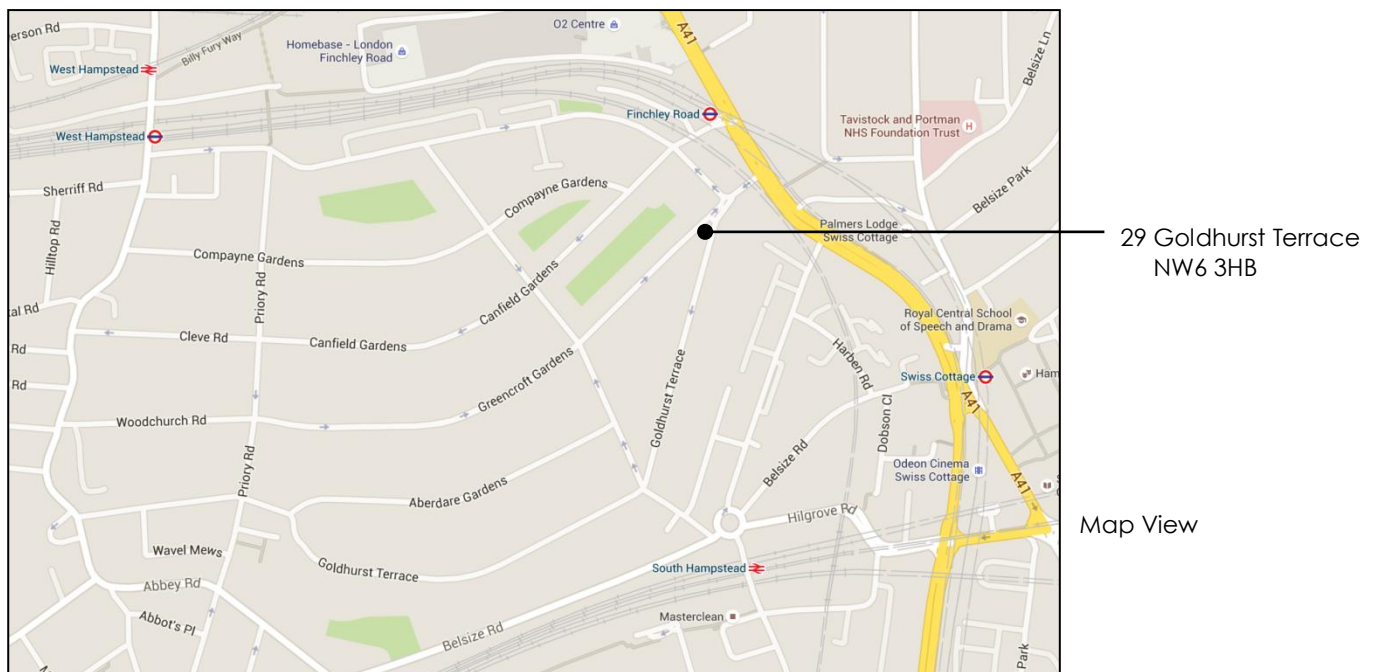 erson Rd
Billy Fury Way
O2 Centre
A41
Homebase - London
Finchley Road
West Hampstead
Belsize Ln
Finchley Road
Tavistock and Portman
NHS Foundation Trust
West Hampstead
Sherriff Rd
Compayne Gardens
Belsize Park
Hilltop Rd
Palmers Lodge
Swiss Cottage
29 Goldhurst Terrace
NW6 3HB
Compayne Gardens
Priory Rd
Canfield Gardens
tal Rd
Royal Central School
of Speech and Drama
Cleve Rd
Canfield Gardens
Rd
Harben Rd
Greencroft Gardens
Goldhurst Terrace
Swiss Cottage
Ham
Rd
A41
Woodchurch Rd
Dobson Cl
Belsize Rd
Priory Rd
Odeon Cinema
Swiss Cottage
A41
Aberdare Gardens
Hilgrove Rd
Map View
Wavel Mews
Goldhurst Terrace
South Hampstead
Abbey Rd
Masterclean
Abbot's Pl
Belsize Rd
Park